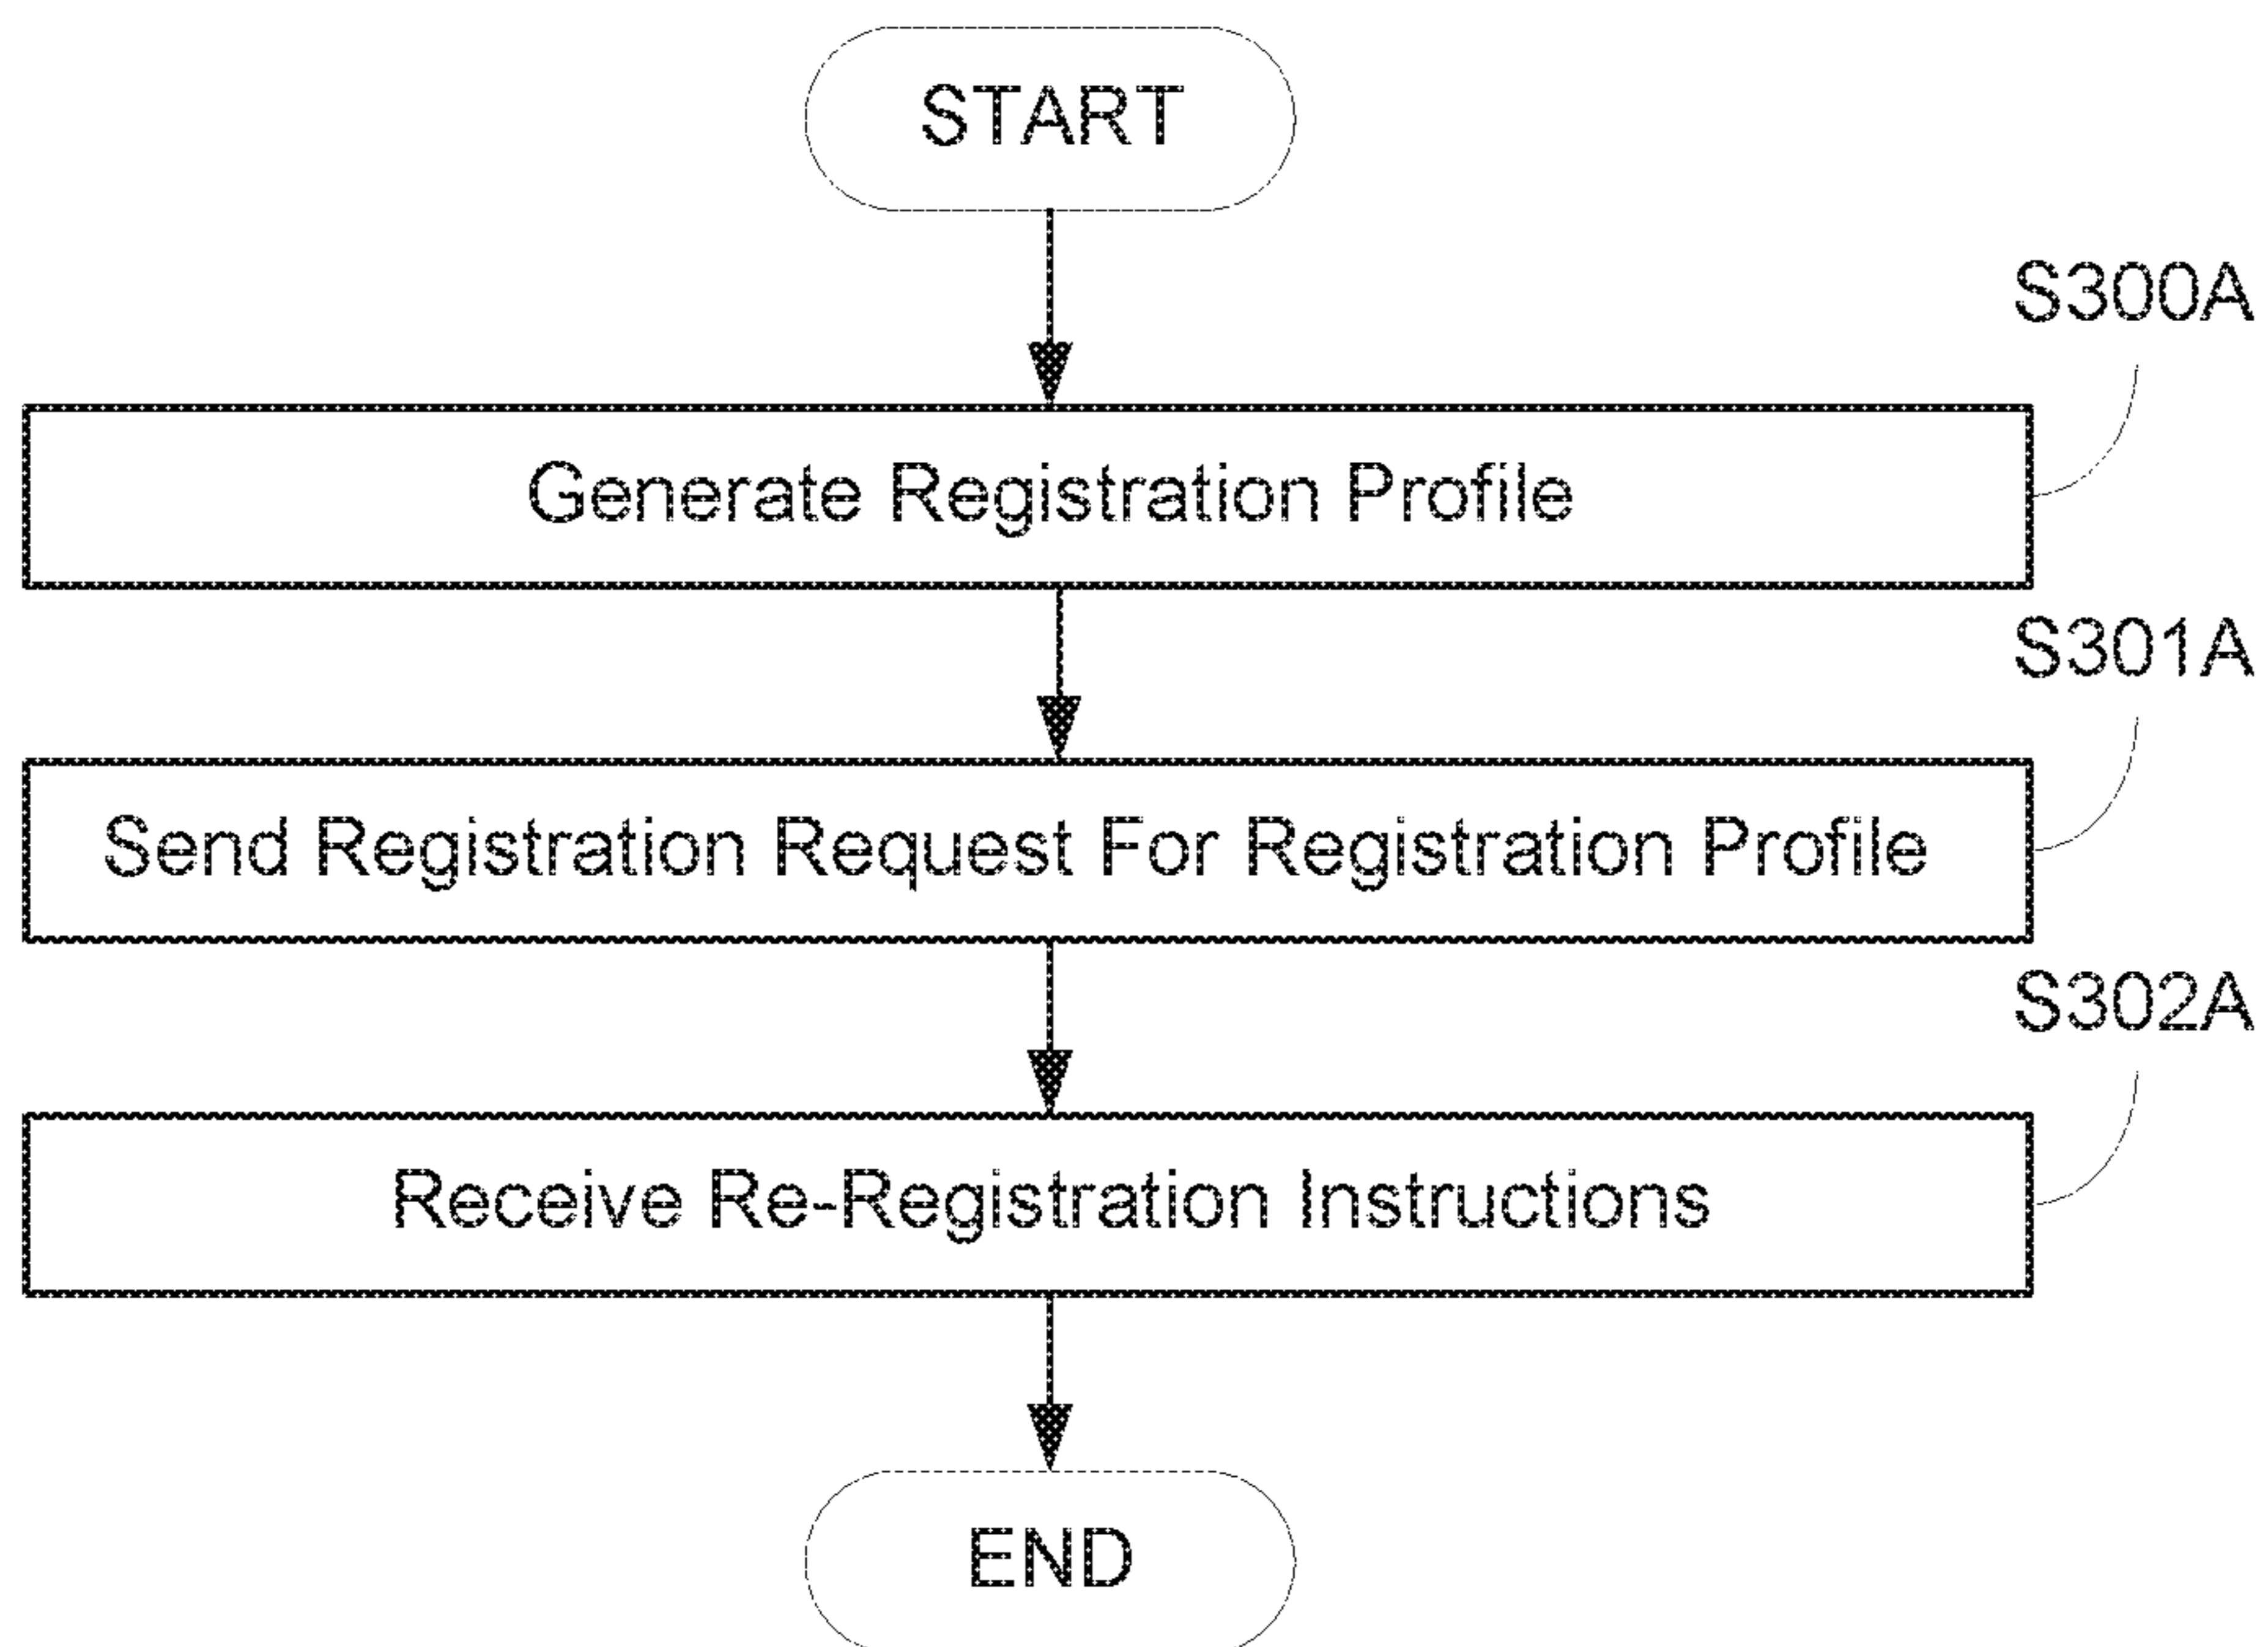 START
S300A
Generate Registration Profile
S301A
Send Registration Request For Registration Profile
S302A
Receive Re-Registration Instructions
END